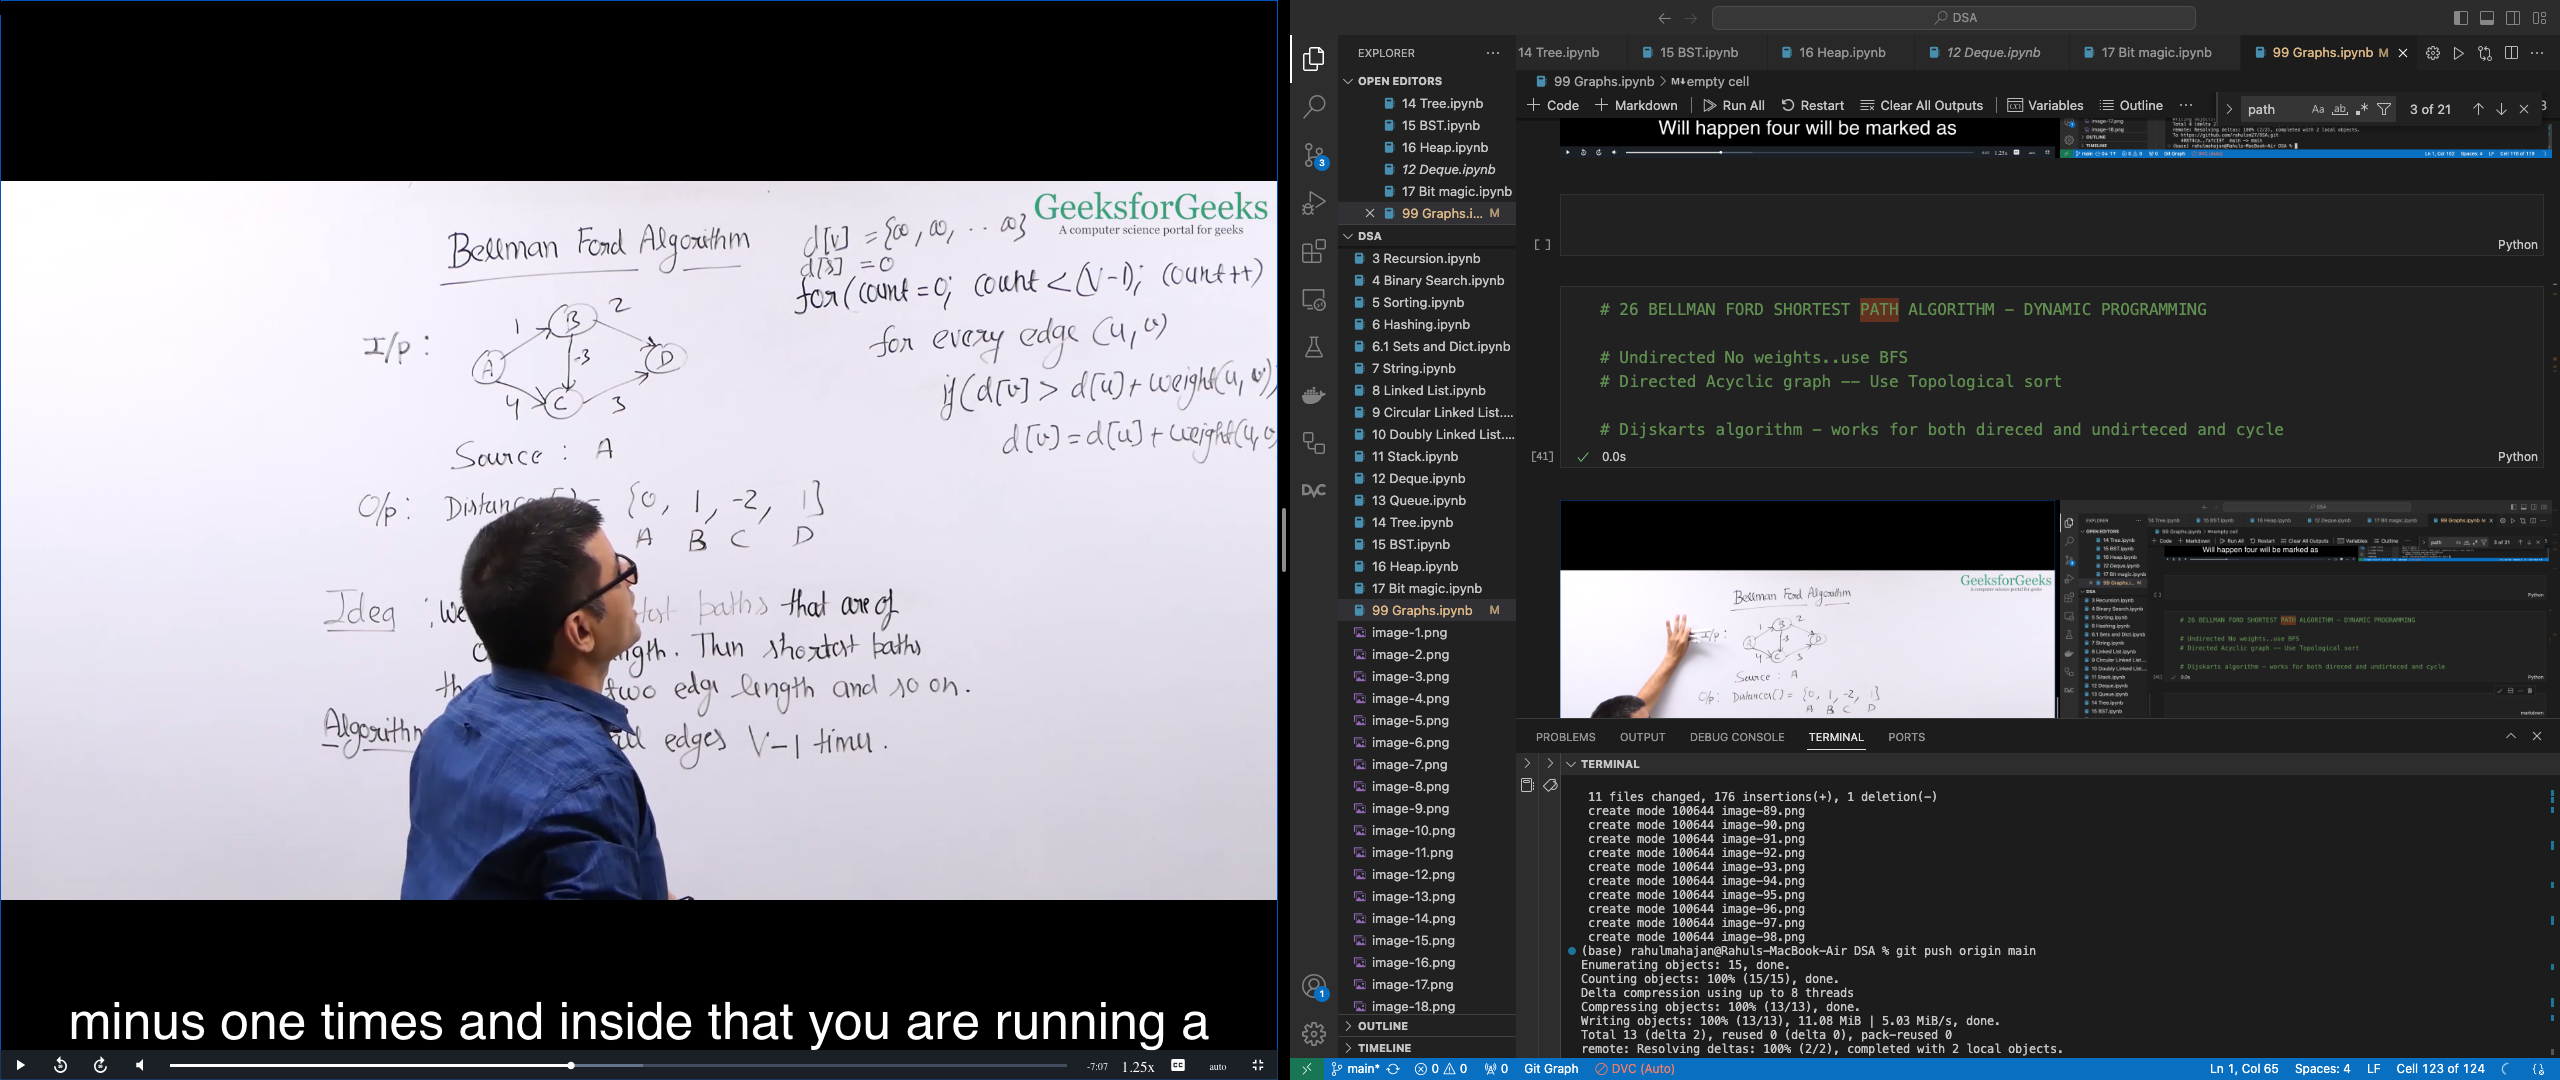 GeeksforGeeks
A computer science portal for geeks
Bellman Ford Algorithm
d[v] = {∞, ∞, .. ∞}
d[s] = 0
for(count = 0; count < (V-1); count++)
for every edge (u, v)
if(d[v] > d[u] + weight(u, v))
d[v] = d[u] + weight(u, v)
I/p :
1
B
2
A
-3
D
4
C
3
Source : A
O/p : {0, 1, -2, 1}
A B C D
Idea : We paths that are of
Then shortest paths
two edge length and so on.
Algorithm
all edges V-1 times.
minus one times and inside that you are running a
-7:07 1.25x auto
DSA
EXPLORER
OPEN EDITORS
14 Tree.ipynb
15 BST.ipynb
16 Heap.ipynb
12 Deque.ipynb
17 Bit magic.ipynb
99 Graphs.i... M
DSA
3 Recursion.ipynb
4 Binary Search.ipynb
5 Sorting.ipynb
6 Hashing.ipynb
6.1 Sets and Dict.ipynb
7 String.ipynb
8 Linked List.ipynb
9 Circular Linked List....
10 Doubly Linked List....
11 Stack.ipynb
12 Deque.ipynb
13 Queue.ipynb
14 Tree.ipynb
15 BST.ipynb
16 Heap.ipynb
17 Bit magic.ipynb
99 Graphs.ipynb M
image-1.png
image-2.png
image-3.png
image-4.png
image-5.png
image-6.png
image-7.png
image-8.png
image-9.png
image-10.png
image-11.png
image-12.png
image-13.png
image-14.png
image-15.png
image-16.png
image-17.png
image-18.png
OUTLINE
TIMELINE
14 Tree.ipynb 15 BST.ipynb 16 Heap.ipynb 12 Deque.ipynb 17 Bit magic.ipynb 99 Graphs.ipynb M
99 Graphs.ipynb > M↓ empty cell
+ Code + Markdown Run All Restart Clear All Outputs Variables Outline ...
path Aa ab 3 of 21
Will happen four will be marked as
[ ] Python
# 26 BELLMAN FORD SHORTEST PATH ALGORITHM - DYNAMIC PROGRAMMING
# Undirected No weights..use BFS
# Directed Acyclic graph -- Use Topological sort
# Dijskarts algorithm - works for both direced and undirteced and cycle
[41] 0.0s Python
GeeksforGeeks
Bellman Ford Algorithm
I/p :
Source : A
O/p : Distances[] = {0, 1, -2, 1}
A B C D
PROBLEMS OUTPUT DEBUG CONSOLE TERMINAL PORTS
TERMINAL
11 files changed, 176 insertions(+), 1 deletion(-)
create mode 100644 image-89.png
create mode 100644 image-90.png
create mode 100644 image-91.png
create mode 100644 image-92.png
create mode 100644 image-93.png
create mode 100644 image-94.png
create mode 100644 image-95.png
create mode 100644 image-96.png
create mode 100644 image-97.png
create mode 100644 image-98.png
(base) rahulmahajan@Rahuls-MacBook-Air DSA % git push origin main
Enumerating objects: 15, done.
Counting objects: 100% (15/15), done.
Delta compression using up to 8 threads
Compressing objects: 100% (13/13), done.
Writing objects: 100% (13/13), 11.08 MiB | 5.03 MiB/s, done.
Total 13 (delta 2), reused 0 (delta 0), pack-reused 0
remote: Resolving deltas: 100% (2/2), completed with 2 local objects.
main* 0 0 0 Git Graph DVC (Auto) Ln 1, Col 65 Spaces: 4 LF Cell 123 of 124